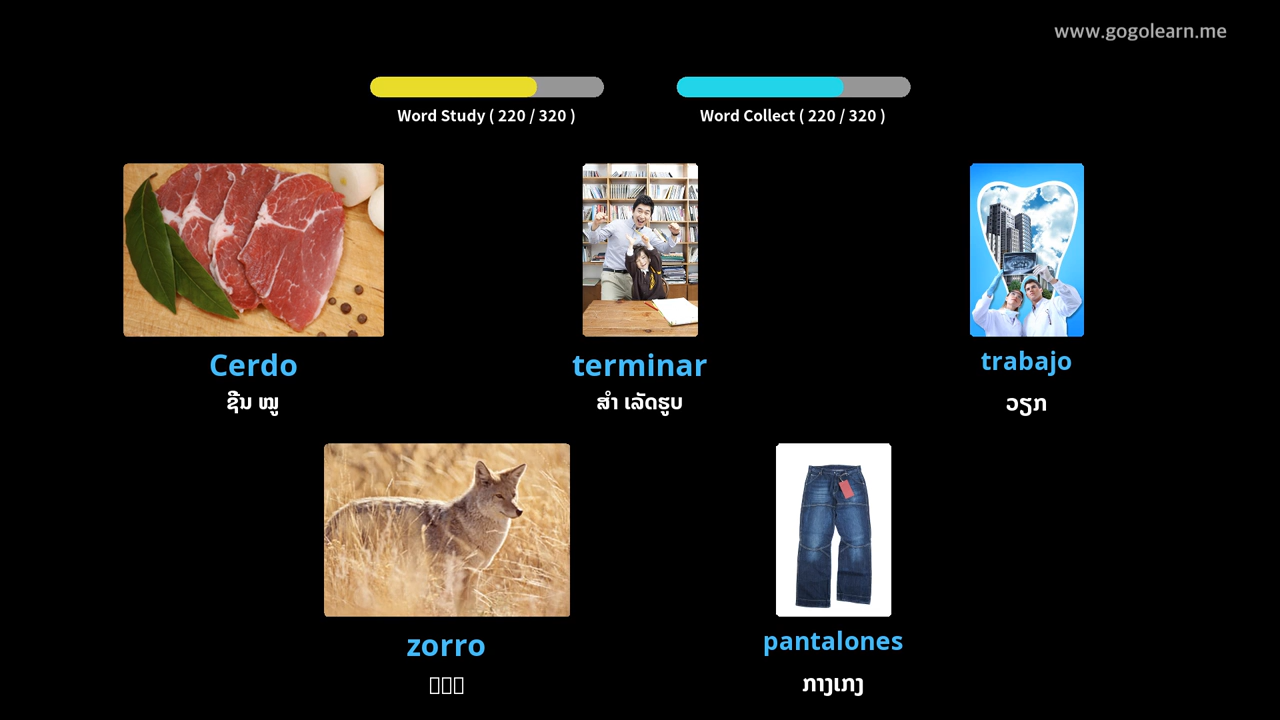 www.gogolearn.me
Word Study ( 220 / 320 )
Word Collect ( 220 / 320 )
Cerdo
ຊີ້ນ ໝູ
terminar
ສຳ ເລັດຮູບ
trabajo
ວຽກ
zorro
pantalones
ກາງເກງ